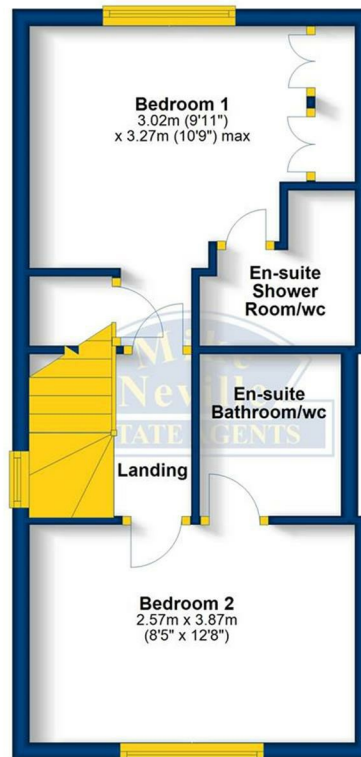 Bedroom 1
3.02m (9'11")
x 3.27m (10'9") max
En-suite
Shower
Room/wc
Mike
Neville
ESTATE AGENTS
En-suite
Bathroom/wc
Landing
Bedroom 2
2.57m x 3.87m
(8'5" x 12'8")